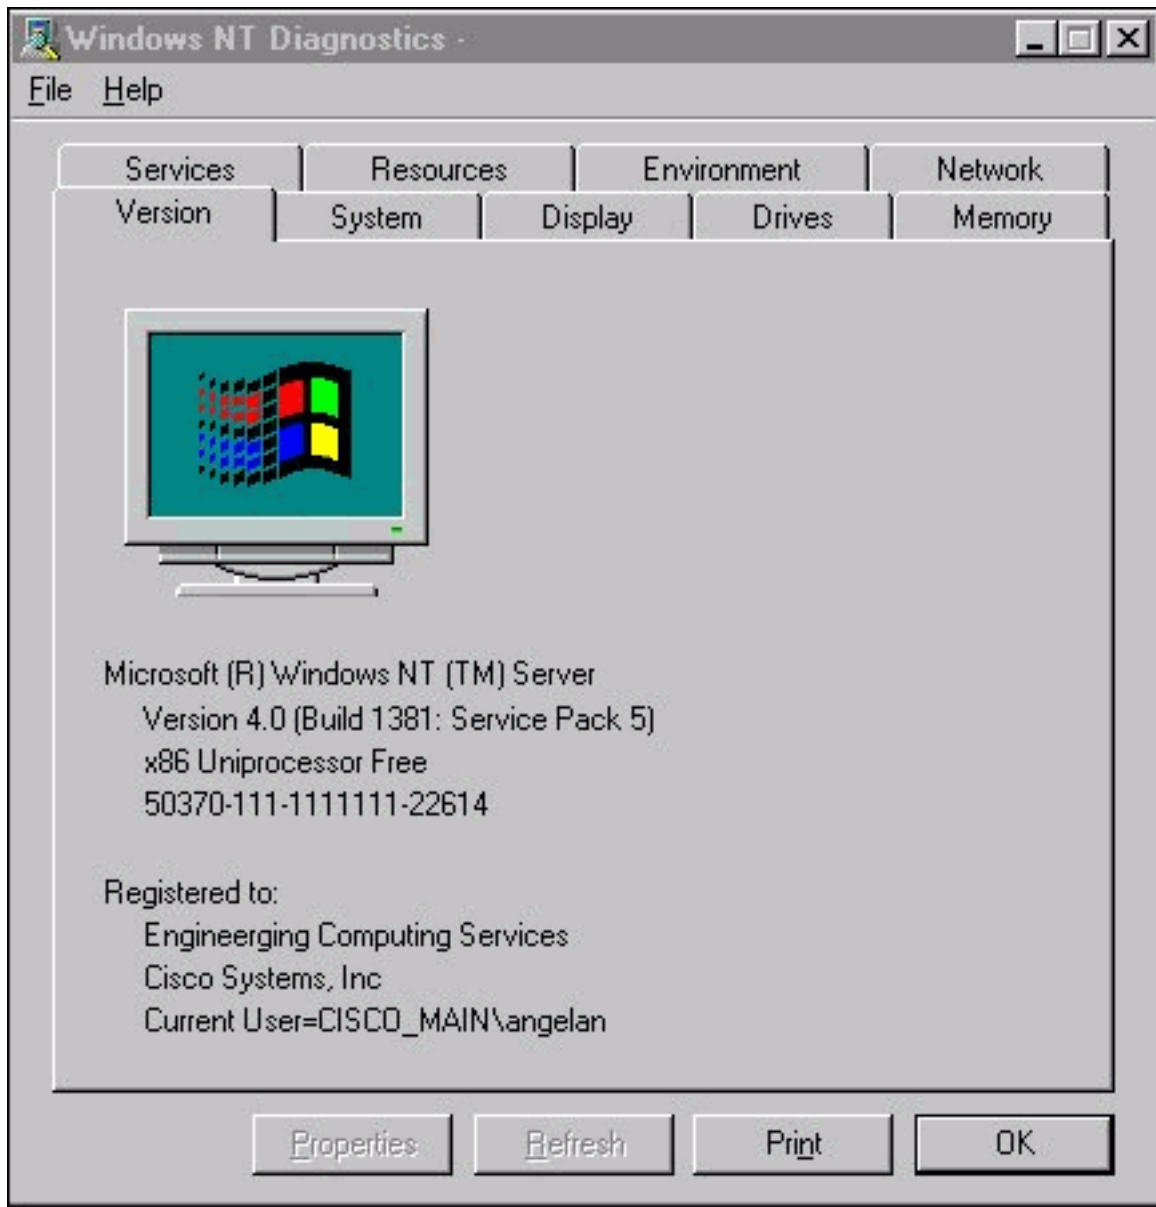 Windows NT Diagnostics -
File Help
Services Resources Environment Network
Version System Display Drives Memory
Microsoft (R) Windows NT (TM) Server
Version 4.0 (Build 1381: Service Pack 5)
x86 Uniprocessor Free
50370-111-1111111-22614
Registered to:
Engineerging Computing Services
Cisco Systems, Inc
Current User=CISCO_MAIN\angelan
Properties Refresh Print OK